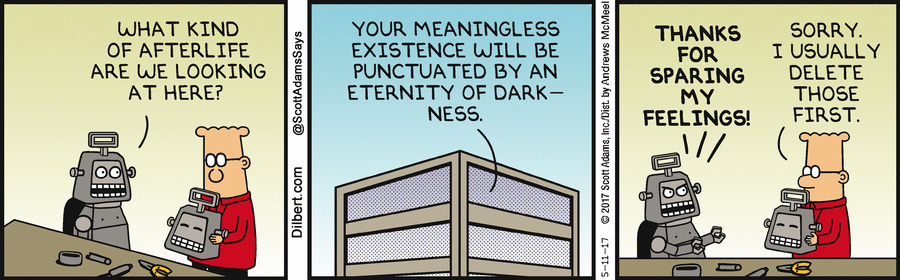 WHAT KIND
OF AFTERLIFE
ARE WE LOOKING
AT HERE?
Dilbert.com @ScottAdamsSays
YOUR MEANINGLESS
EXISTENCE WILL BE
PUNCTUATED BY AN
ETERNITY OF DARK-
NESS.
5-11-17 © 2017 Scott Adams, Inc./Dist. by Andrews McMeel
THANKS
FOR
SPARING
MY
FEELINGS!
SORRY.
I USUALLY
DELETE
THOSE
FIRST.